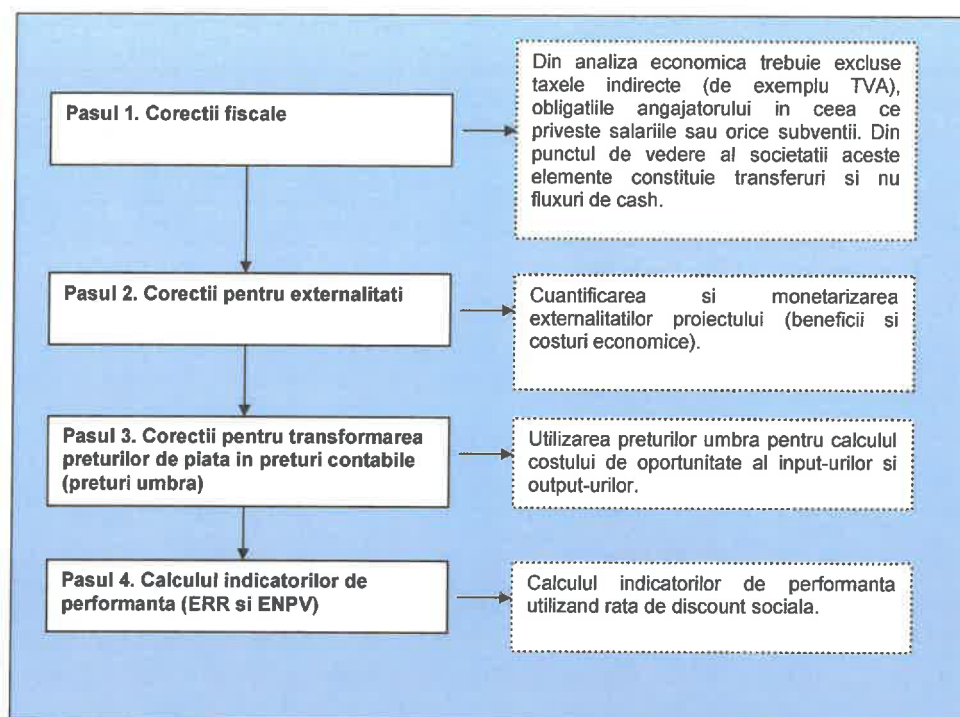 Pasul 1. Corectii fiscale
Din analiza economica trebuie excluse
taxele indirecte (de exemplu TVA),
obligatiile angajatorului in ceea ce
priveste salariile sau orice subventii. Din
punctul de vedere al societatii aceste
elemente constituie transferuri si nu
fluxuri de cash.
Pasul 2. Corectii pentru externalitati
Cuantificarea si monetarizarea
externalitatilor proiectului (beneficii si
costuri economice).
Pasul 3. Corectii pentru transformarea
preturilor de piata in preturi contabile
(preturi umbra)
Utilizarea preturilor umbra pentru calculul
costului de oportunitate al input-urilor si
output-urilor.
Pasul 4. Calculul indicatorilor de
performanta (ERR si ENPV)
Calculul indicatorilor de performanta
utilizand rata de discount sociala.